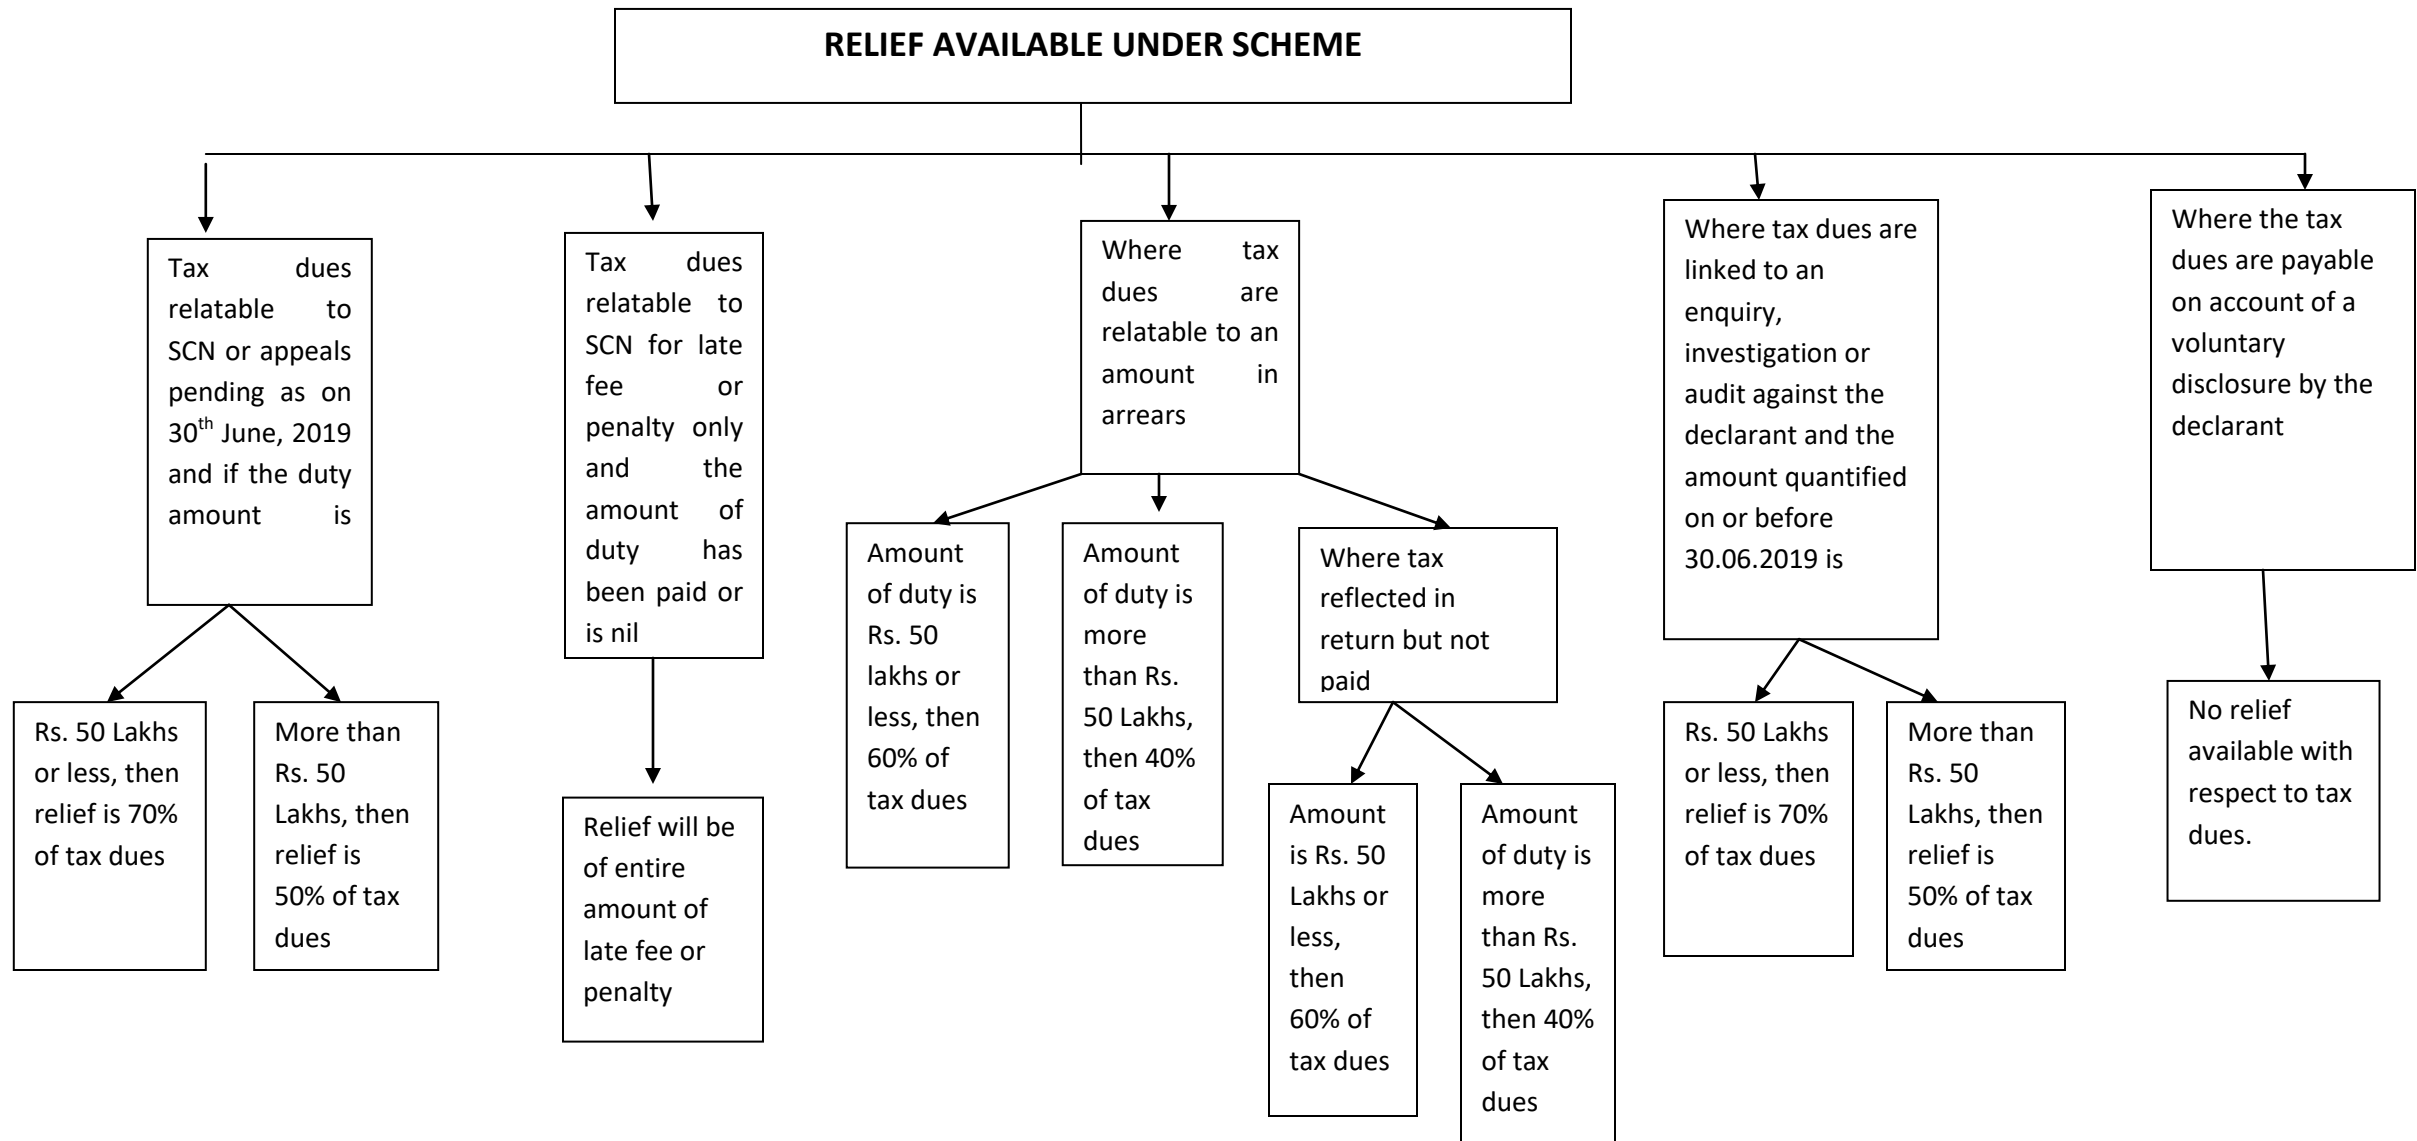 RELIEF AVAILABLE UNDER SCHEME
Tax dues
relatable to
SCN or appeals
pending as on
30th June, 2019
and if the duty
amount is
Tax dues
relatable to
SCN for late
fee or
penalty only
and the
amount of
duty has
been paid or
is nil
Where tax
dues are
relatable to an
amount in
arrears
Where tax dues are
linked to an
enquiry,
investigation or
audit against the
declarant and the
amount quantified
on or before
30.06.2019 is
Where the tax
dues are payable
on account of a
voluntary
disclosure by the
declarant
Rs. 50 Lakhs
or less, then
relief is 70%
of tax dues
More than
Rs. 50
Lakhs, then
relief is
50% of tax
dues
Relief will be
of entire
amount of
late fee or
penalty
Amount
of duty is
Rs. 50
lakhs or
less, then
60% of
tax dues
Amount
of duty is
more
than Rs.
50 Lakhs,
then 40%
of tax
dues
Where tax
reflected in
return but not
paid
Amount
is Rs. 50
Lakhs or
less,
then
60% of
tax dues
Amount
of duty is
more
than Rs.
50 Lakhs,
then 40%
of tax
dues
Rs. 50 Lakhs
or less, then
relief is 70%
of tax dues
More than
Rs. 50
Lakhs, then
relief is
50% of tax
dues
No relief
available with
respect to tax
dues.